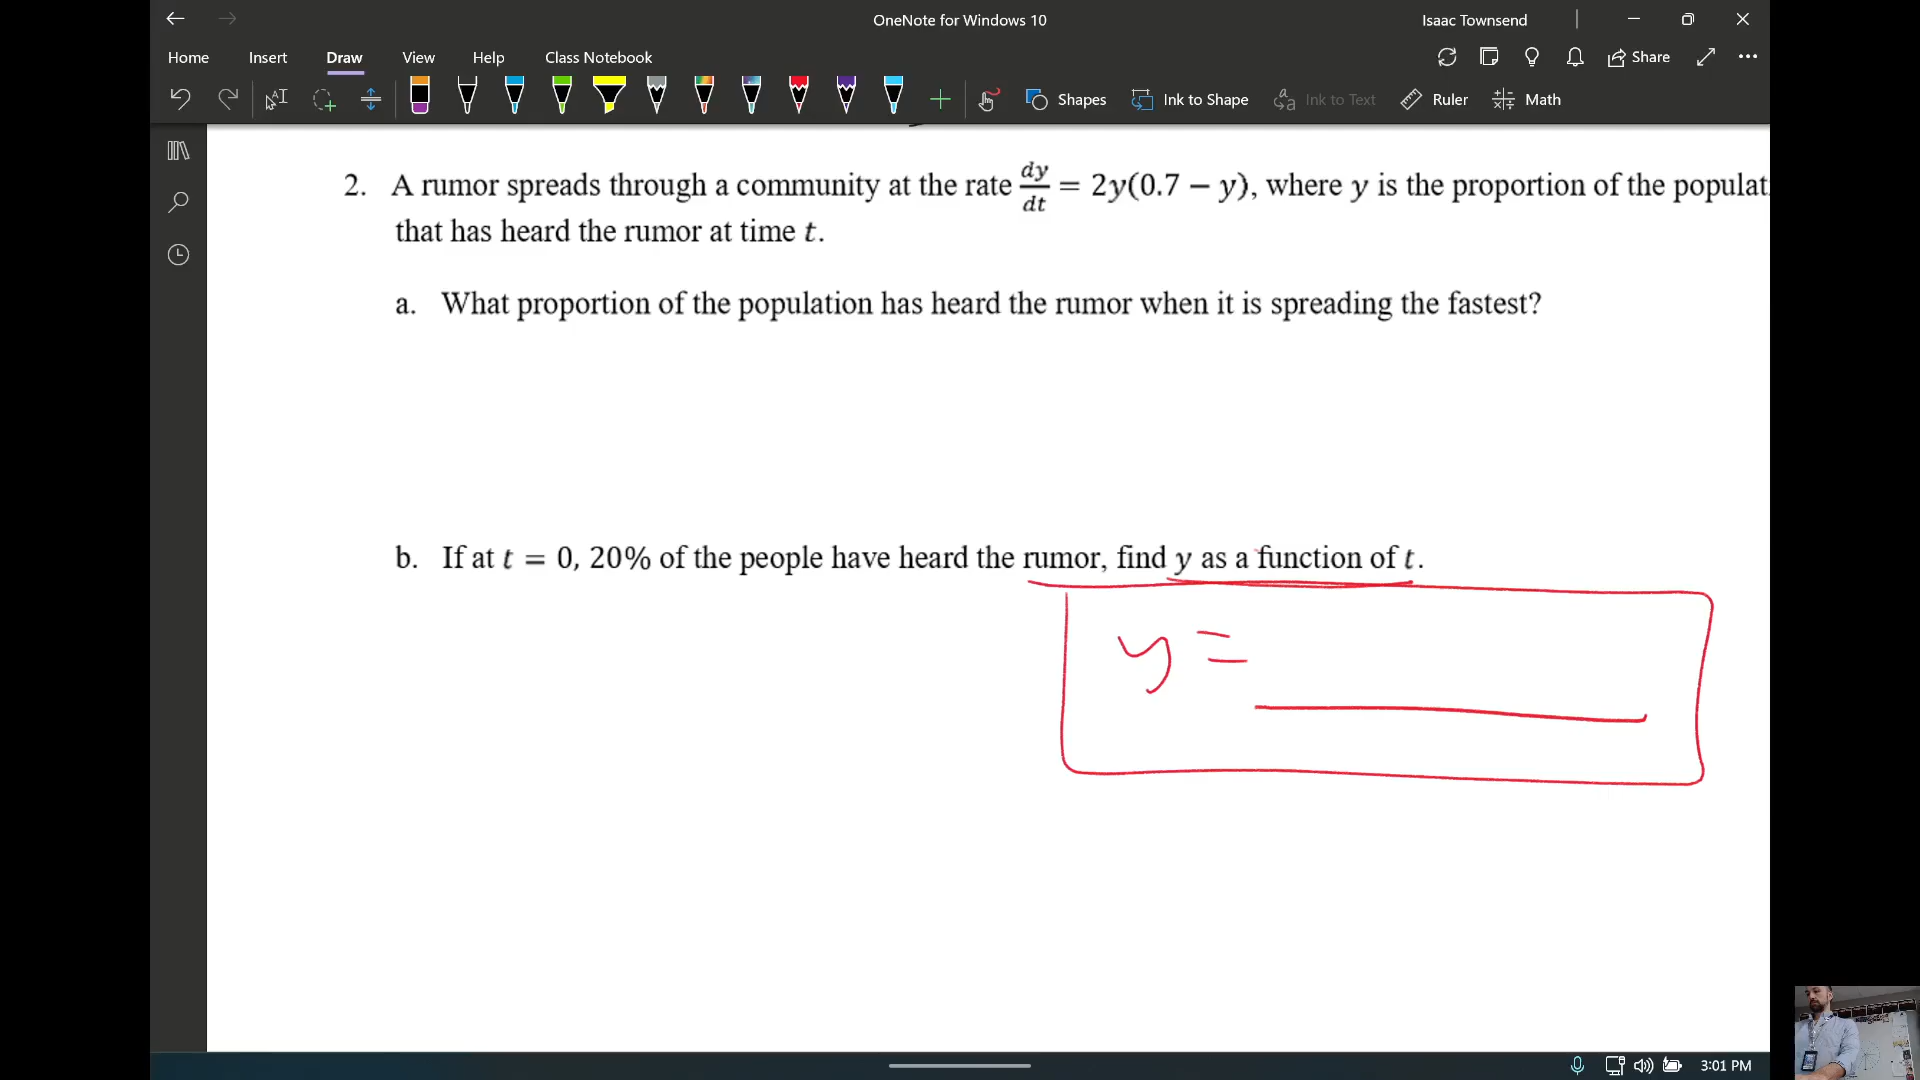 OneNote for Windows 10
Isaac Townsend
Home Insert Draw View Help Class Notebook
Share
Shapes Ink to Shape Ink to Text Ruler Math
2. A rumor spreads through a community at the rate dy/dt = 2y(0.7 − y), where y is the proportion of the populat
that has heard the rumor at time t.
a. What proportion of the population has heard the rumor when it is spreading the fastest?
b. If at t = 0, 20% of the people have heard the rumor, find y as a function of t.
y =
3:01 PM